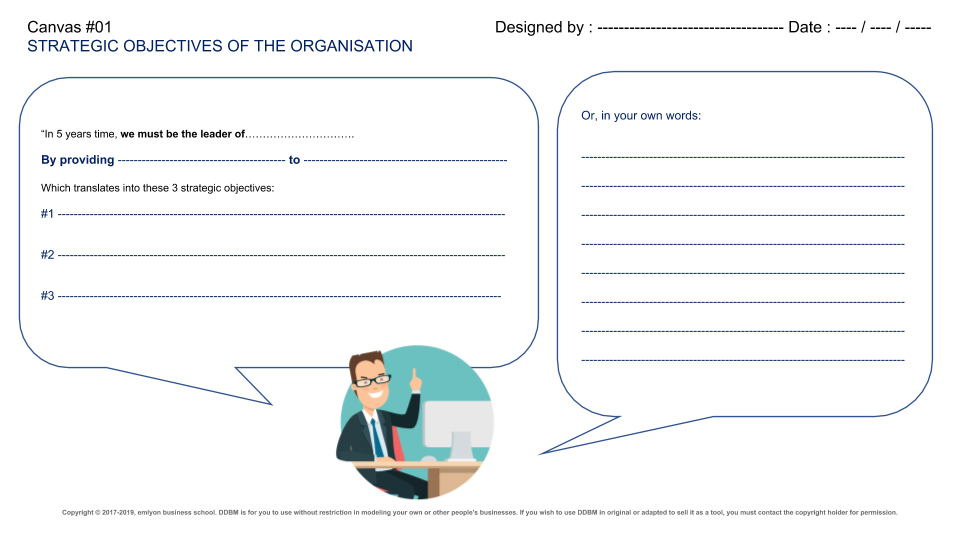 Canvas #01
STRATEGIC OBJECTIVES OF THE ORGANISATION
Designed by : ----------------------------------- Date : ---- / ---- / -----
“In 5 years time, we must be the leader of………………………….
By providing ------------------------------------------ to ---------------------------------------------------
Which translates into these 3 strategic objectives:
#1 ----------------------------------------------------------------------------------------------------------------
#2 ----------------------------------------------------------------------------------------------------------------
#3 ---------------------------------------------------------------------------------------------------------------
Or, in your own words:
---------------------------------------------------------------------------------
---------------------------------------------------------------------------------
---------------------------------------------------------------------------------
---------------------------------------------------------------------------------
---------------------------------------------------------------------------------
---------------------------------------------------------------------------------
---------------------------------------------------------------------------------
---------------------------------------------------------------------------------
Copyright © 2017-2019, emlyon business school. DDBM is for you to use without restriction in modeling your own or other people's businesses. If you wish to use DDBM in original or adapted to sell it as a tool, you must contact the copyright holder for permission.